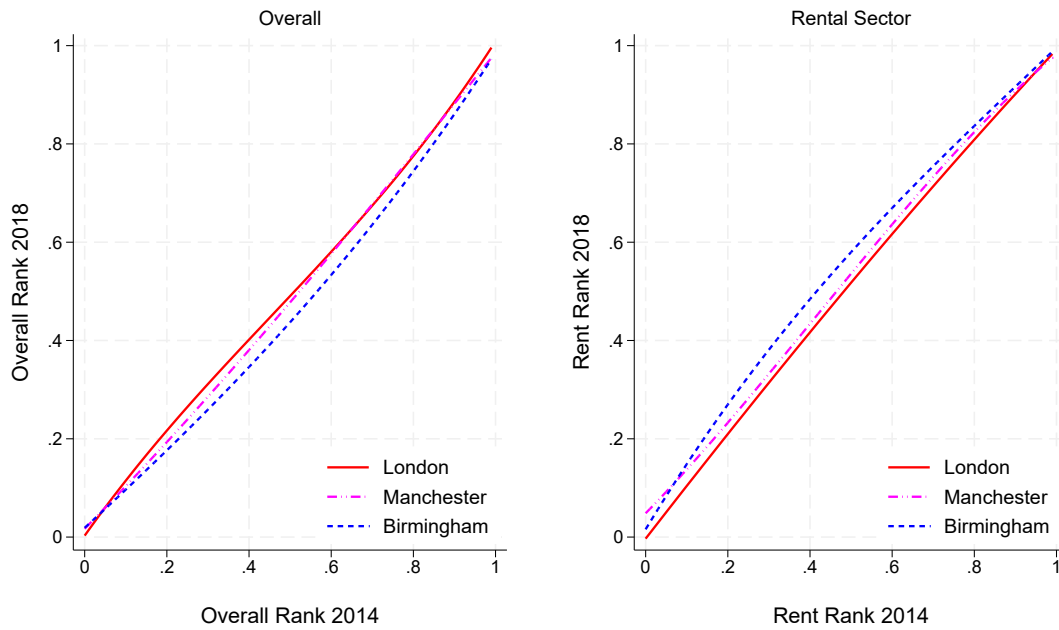 Overall
Overall Rank 2018
1
.8
.6
.4
.2
0
London
Manchester
Birmingham
0 .2 .4 .6 .8 1
Overall Rank 2014
Rental Sector
Rent Rank 2018
1
.8
.6
.4
.2
0
London
Manchester
Birmingham
0 .2 .4 .6 .8 1
Rent Rank 2014